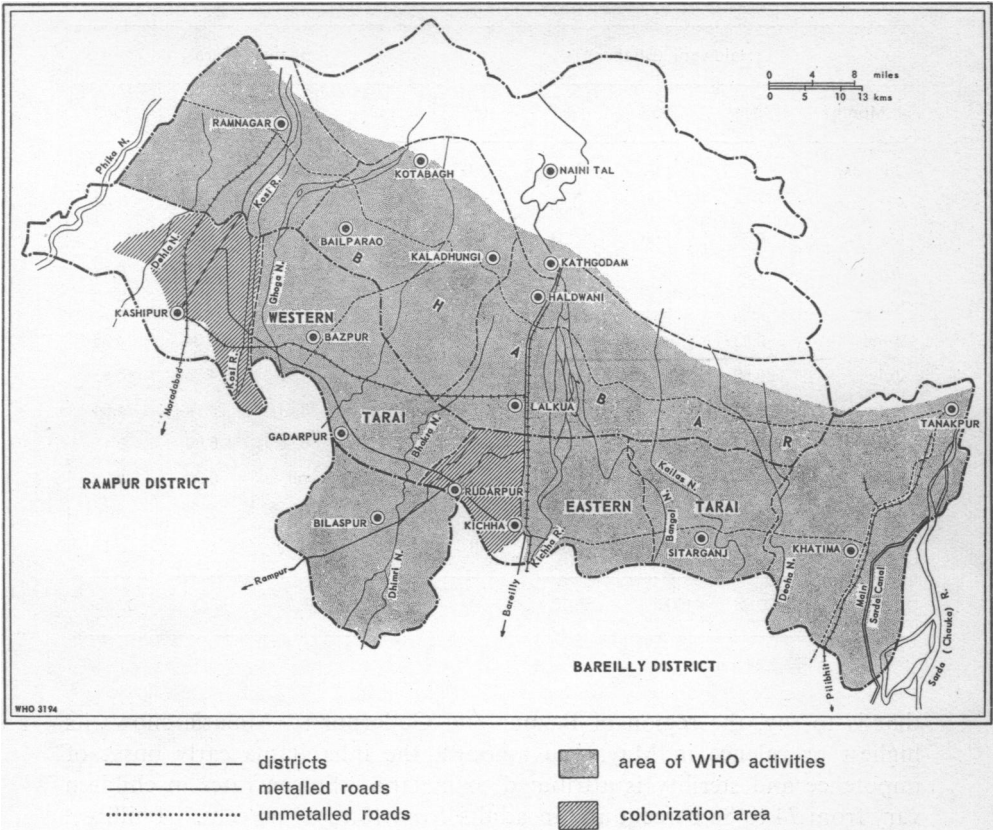 0 4 8 miles
0 5 10 13 kms
RAMNAGAR
Phika N.
KOTABAGH
NAINI TAL
Kosi R.
Dehla N.
BAILPARAO
B
KALADHUNGI
KATHGODAM
Ghoga N.
HALDWANI
H
KASHIPUR
WESTERN
BAZPUR
A
Kosi R.
Moradabad
LALKUA
B
TANAKPUR
TARAI
A
GADARPUR
Bhakra N.
R
RAMPUR DISTRICT
RUDARPUR
Kailas N.
EASTERN
TARAI
BILASPUR
KICHHA
Bangal N.
SITARGANJ
KHATIMA
Kichha R.
Rampur
Dhimri N.
Deoha N.
Bareilly
Main
Sarda Canal
Sarda (Chauka) R.
BAREILLY DISTRICT
Pilibhit
WHO 3194
districts
area of WHO activities
metalled roads
unmetalled roads
colonization area